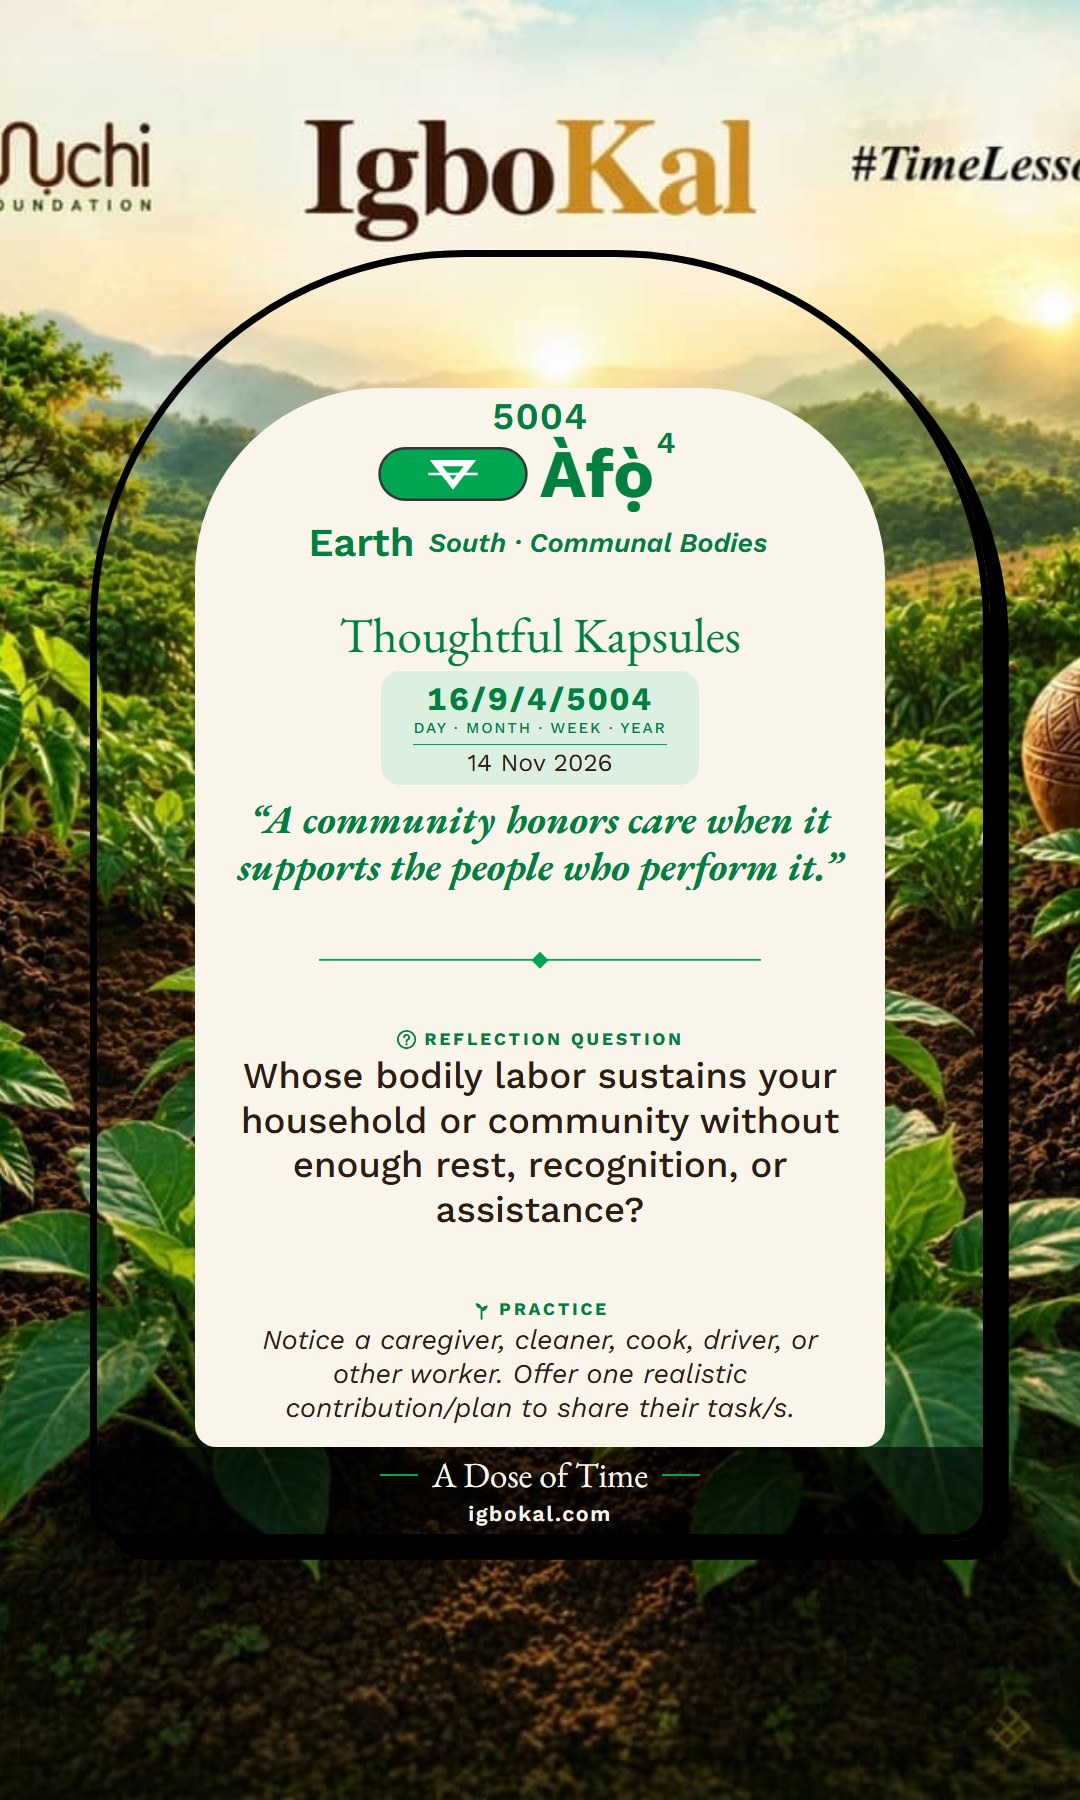 Ụchi
OUNDATION
IgboKal
#TimeLesso
5004
Àfọ̀ 4
Earth South · Communal Bodies
Thoughtful Kapsules
16/9/4/5004
DAY · MONTH · WEEK · YEAR
14 Nov 2026
“A community honors care when it
supports the people who perform it.”
REFLECTION QUESTION
Whose bodily labor sustains your
household or community without
enough rest, recognition, or
assistance?
PRACTICE
Notice a caregiver, cleaner, cook, driver, or
other worker. Offer one realistic
contribution/plan to share their task/s.
A Dose of Time
igbokal.com